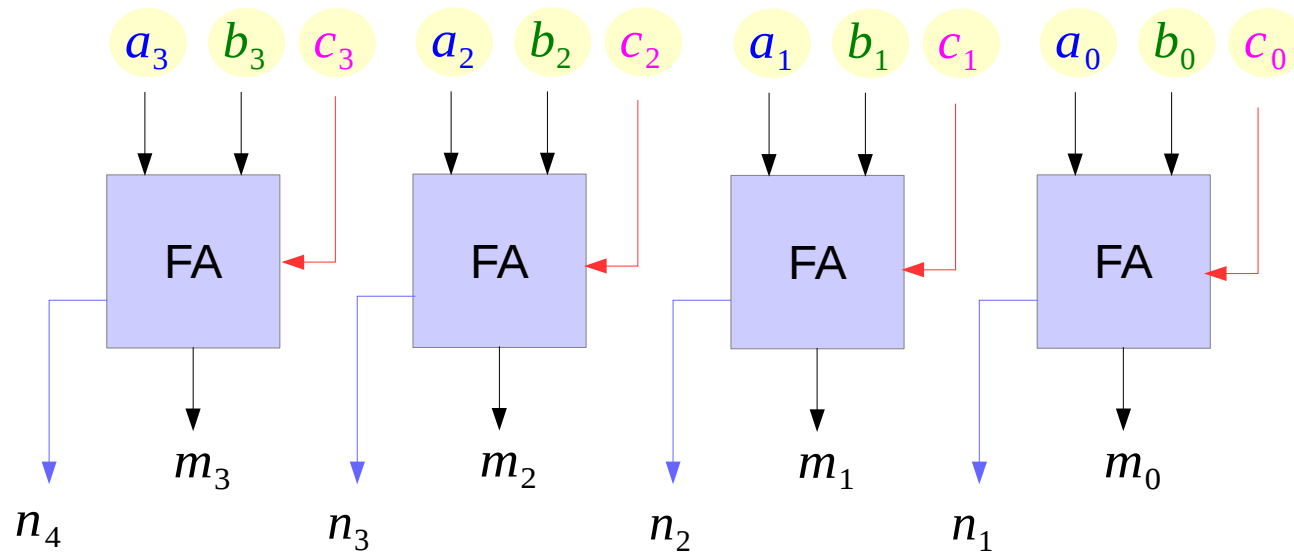 a₃ b₃ c₃ a₂ b₂ c₂ a₁ b₁ c₁ a₀ b₀ c₀
FA FA FA FA
m₃ m₂ m₁ m₀
n₄ n₃ n₂ n₁